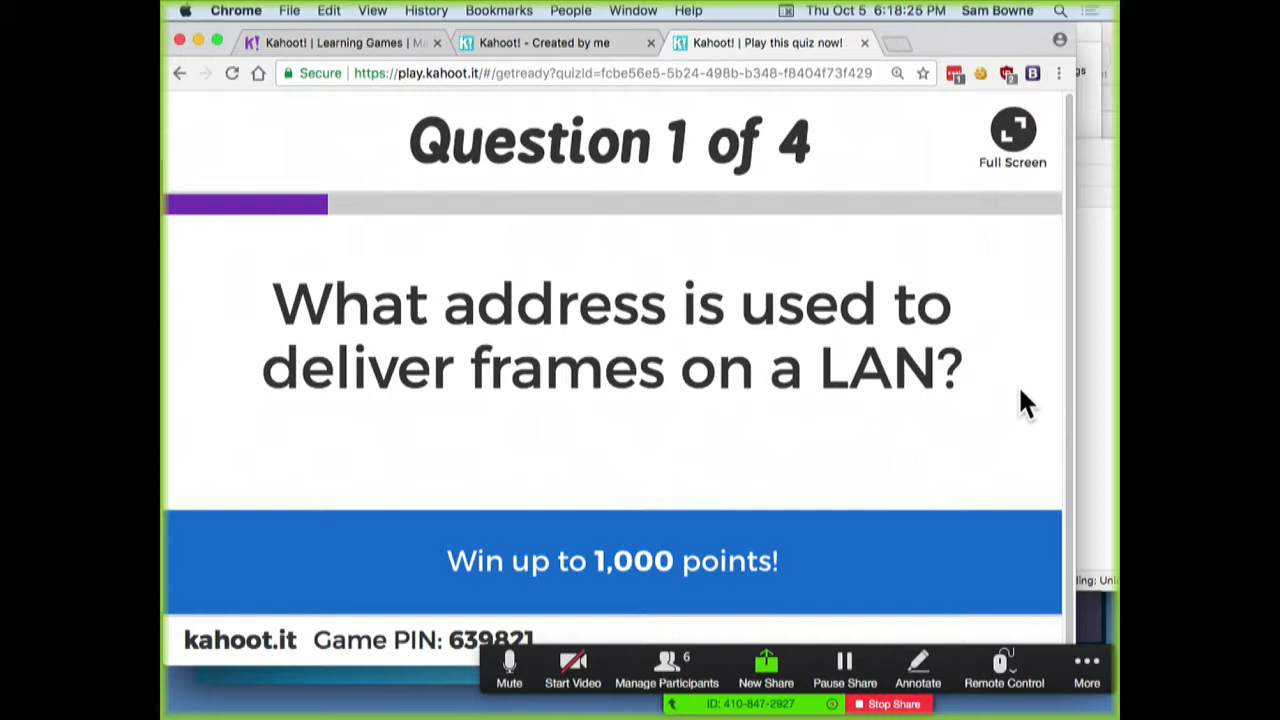 Chrome File Edit View History Bookmarks People Window Help Thu Oct 5 6:18:25 PM Sam Bowne
Kahoot! | Learning Games | Ma
Kahoot! - Created by me
Kahoot! | Play this quiz now!
Secure https://play.kahoot.it/#/getready?quizId=fcbe56e5-5b24-498b-b348-f8404f73f429
Question 1 of 4
Full Screen
What address is used to
deliver frames on a LAN?
Win up to 1,000 points!
kahoot.it Game PIN: 639821
Mute Start Video Manage Participants 6 New Share Pause Share Annotate Remote Control More
ID: 410-847-2927 Stop Share